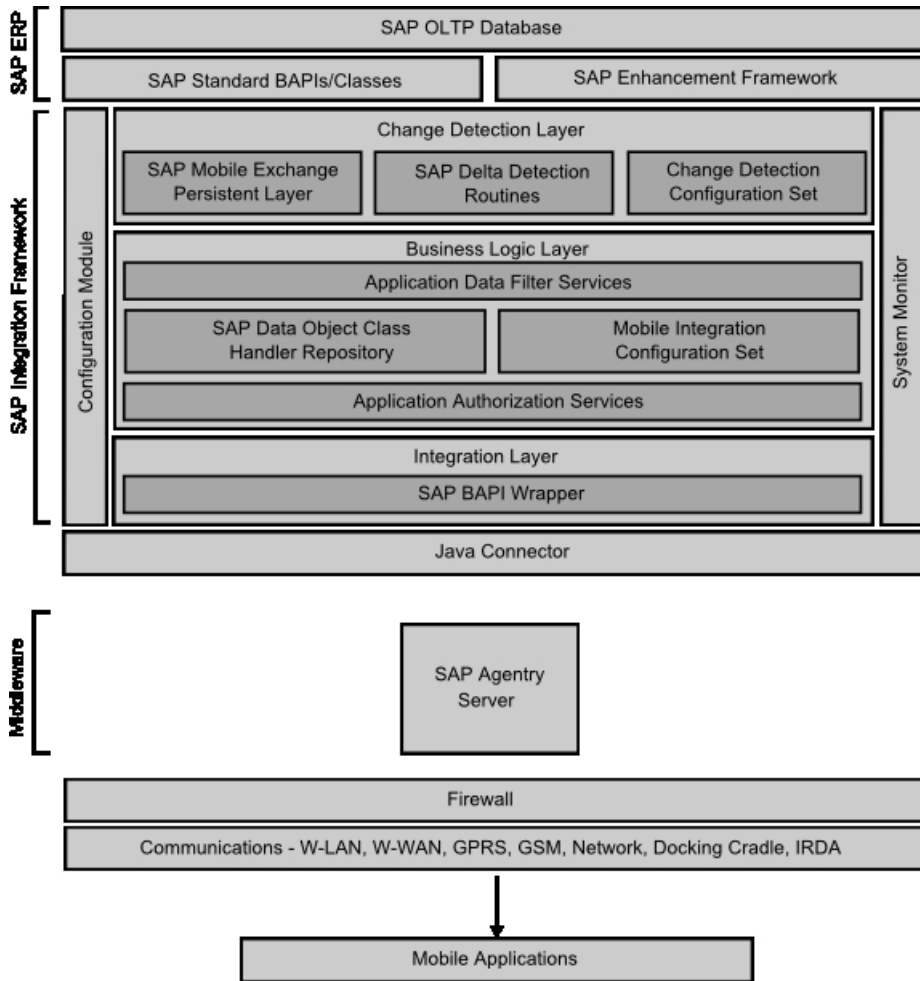 SAP ERP
SAP OLTP Database
SAP Standard BAPIs/Classes
SAP Enhancement Framework
SAP Integration Framework
Configuration Module
Change Detection Layer
SAP Mobile Exchange
Persistent Layer
SAP Delta Detection
Routines
Change Detection
Configuration Set
Business Logic Layer
Application Data Filter Services
SAP Data Object Class
Handler Repository
Mobile Integration
Configuration Set
Application Authorization Services
Integration Layer
SAP BAPI Wrapper
System Monitor
Java Connector
Middleware
SAP Agentry
Server
Firewall
Communications - W-LAN, W-WAN, GPRS, GSM, Network, Docking Cradle, IRDA
Mobile Applications